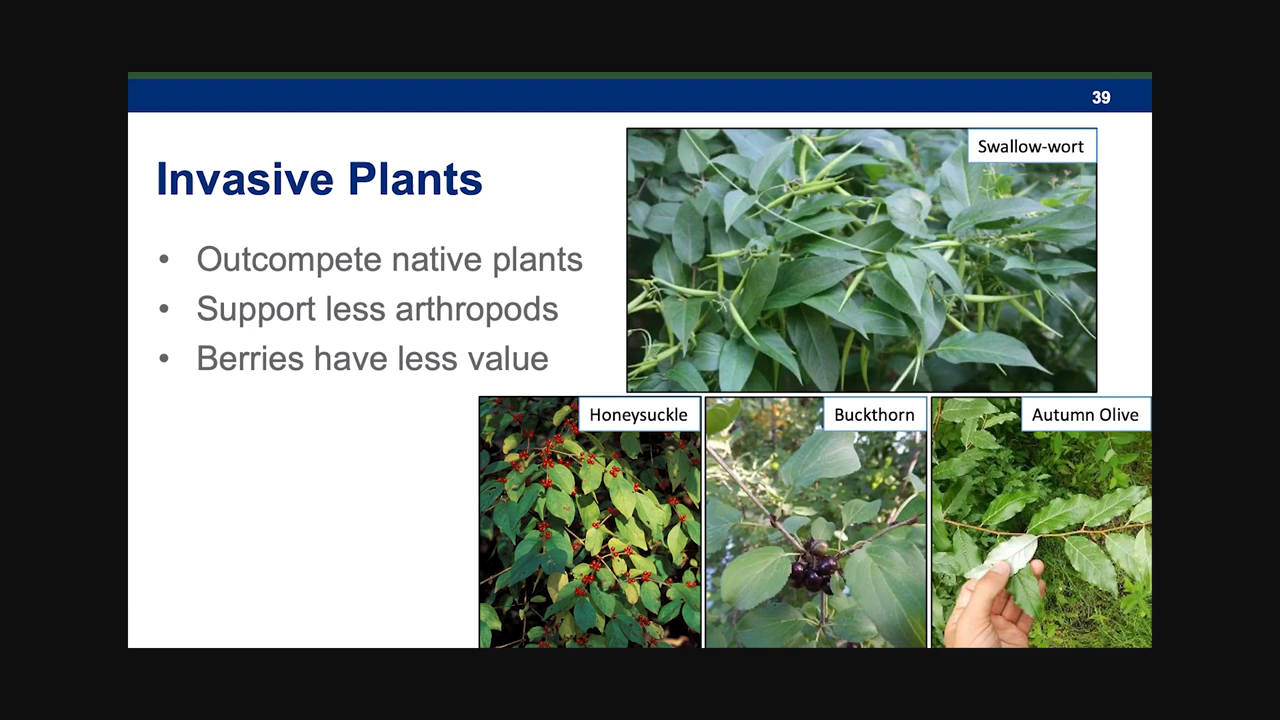 39
Invasive Plants
• Outcompete native plants
• Support less arthropods
• Berries have less value
Swallow-wort
Honeysuckle
Buckthorn
Autumn Olive